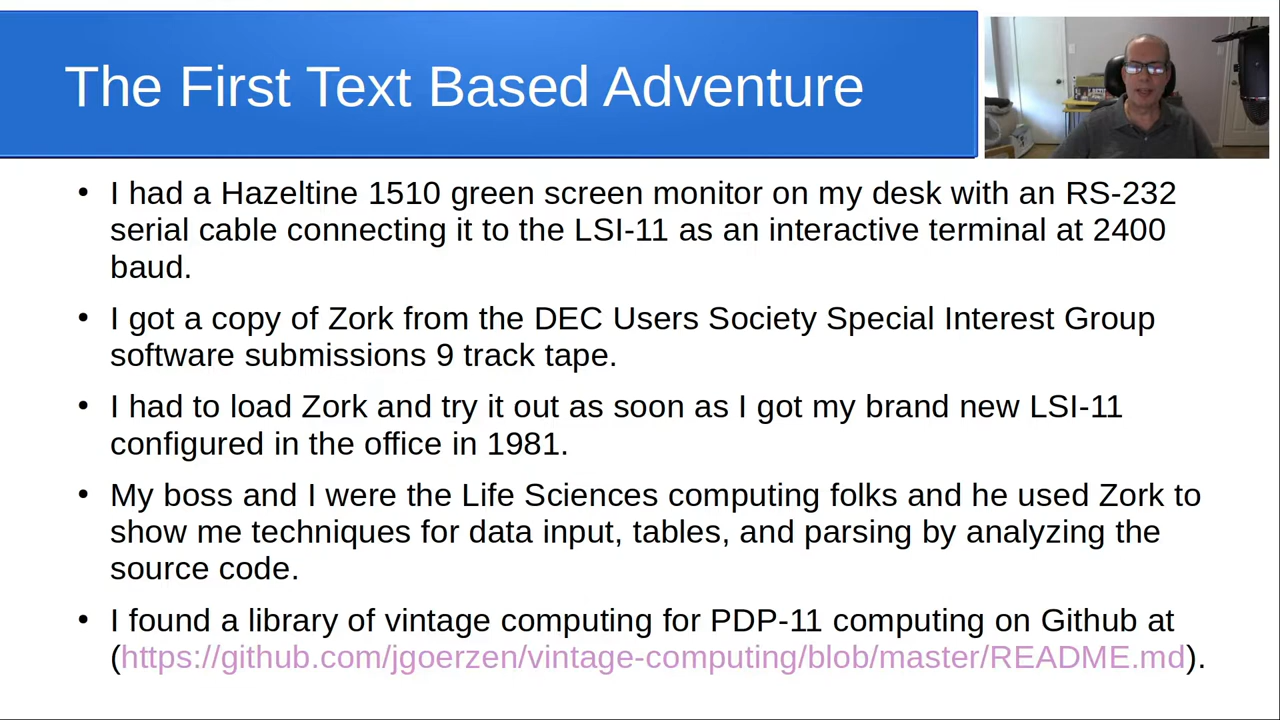 The First Text Based Adventure
• I had a Hazeltine 1510 green screen monitor on my desk with an RS-232
serial cable connecting it to the LSI-11 as an interactive terminal at 2400
baud.
• I got a copy of Zork from the DEC Users Society Special Interest Group
software submissions 9 track tape.
• I had to load Zork and try it out as soon as I got my brand new LSI-11
configured in the office in 1981.
• My boss and I were the Life Sciences computing folks and he used Zork to
show me techniques for data input, tables, and parsing by analyzing the
source code.
• I found a library of vintage computing for PDP-11 computing on Github at
(https://github.com/jgoerzen/vintage-computing/blob/master/README.md).